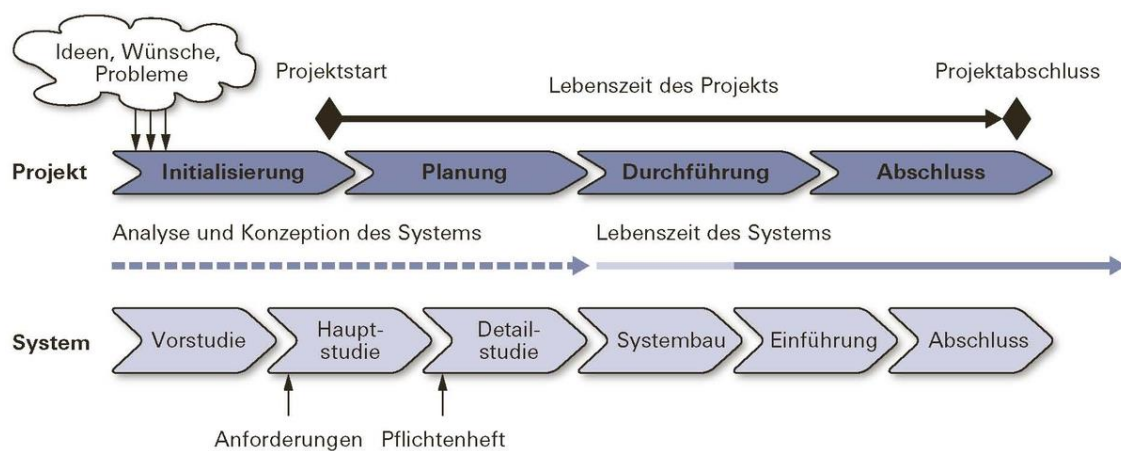 Ideen, Wünsche,
Probleme
Projektstart
Lebenszeit des Projekts
Projektabschluss
Projekt
Initialisierung
Planung
Durchführung
Abschluss
Analyse und Konzeption des Systems
Lebenszeit des Systems
System
Vorstudie
Haupt-
studie
Detail-
studie
Systembau
Einführung
Abschluss
Anforderungen
Pflichtenheft